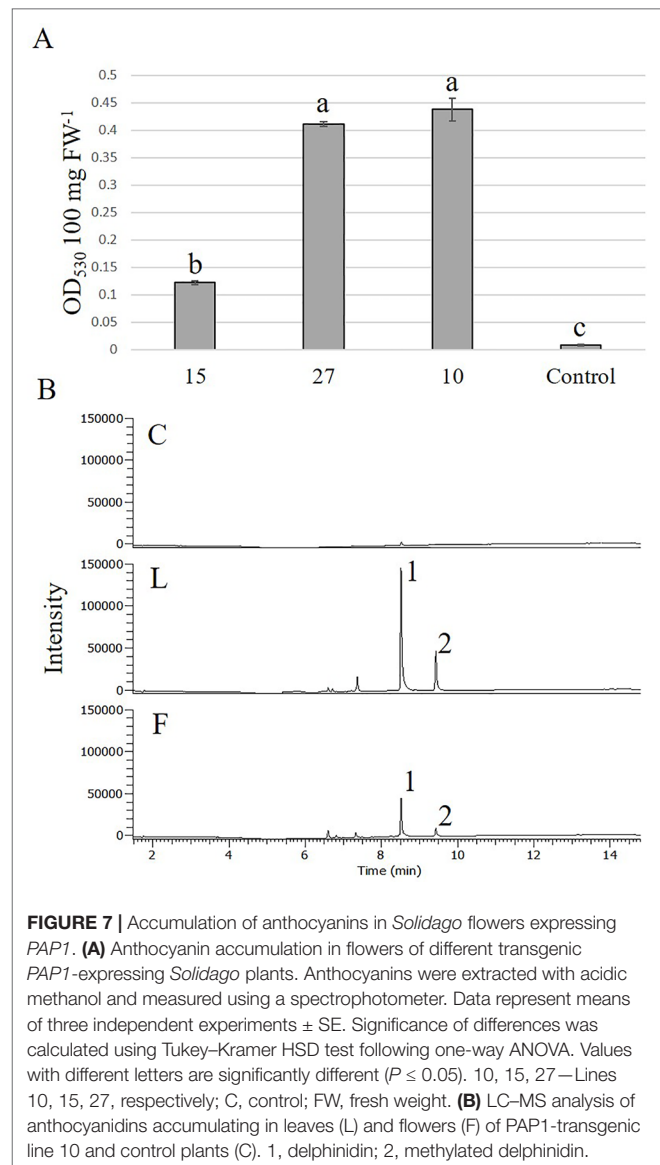 A
0.5
0.45
0.4
0.35
0.3
0.25
0.2
0.15
0.1
0.05
0
OD530 100 mg FW-1
b
a
a
c
15 27 10 Control
B
C
150000
100000
50000
0
L
1
2
150000
100000
50000
0
F
1
2
150000
100000
50000
0
Intensity
2 4 6 8 10 12 14
Time (min)
FIGURE 7 | Accumulation of anthocyanins in Solidago flowers expressing
PAP1. (A) Anthocyanin accumulation in flowers of different transgenic
PAP1-expressing Solidago plants. Anthocyanins were extracted with acidic
methanol and measured using a spectrophotometer. Data represent means
of three independent experiments ± SE. Significance of differences was
calculated using Tukey–Kramer HSD test following one-way ANOVA. Values
with different letters are significantly different (P ≤ 0.05). 10, 15, 27—Lines
10, 15, 27, respectively; C, control; FW, fresh weight. (B) LC–MS analysis of
anthocyanidins accumulating in leaves (L) and flowers (F) of PAP1-transgenic
line 10 and control plants (C). 1, delphinidin; 2, methylated delphinidin.